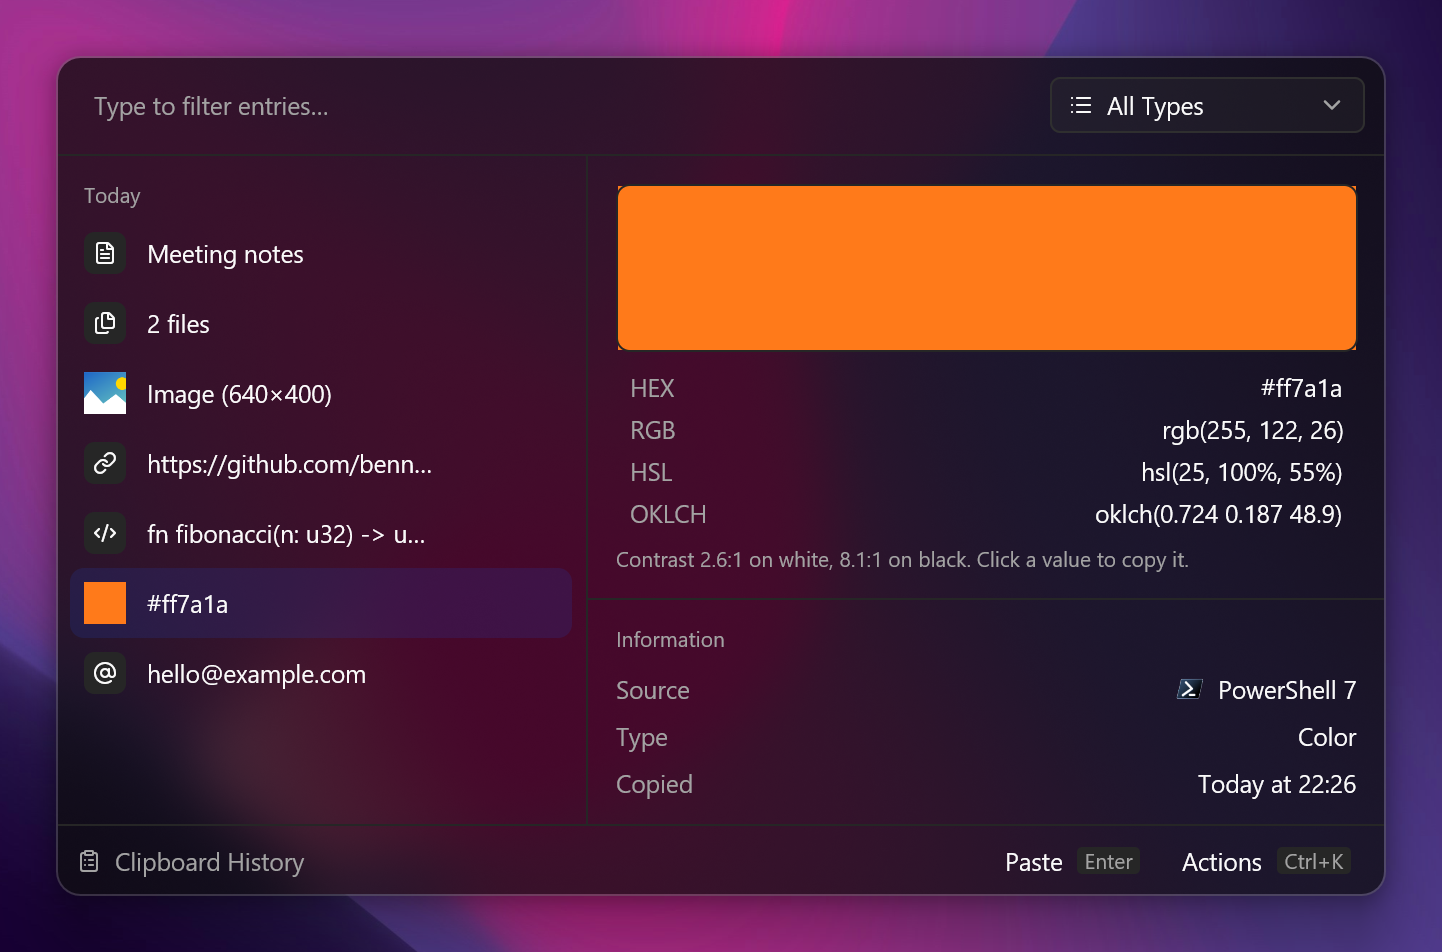 Type to filter entries...
All Types
Today
Meeting notes
2 files
Image (640×400)
https://github.com/benn...
fn fibonacci(n: u32) -> u...
#ff7a1a
hello@example.com
HEX #ff7a1a
RGB rgb(255, 122, 26)
HSL hsl(25, 100%, 55%)
OKLCH oklch(0.724 0.187 48.9)
Contrast 2.6:1 on white, 8.1:1 on black. Click a value to copy it.
Information
Source PowerShell 7
Type Color
Copied Today at 22:26
Clipboard History
Paste Enter Actions Ctrl+K